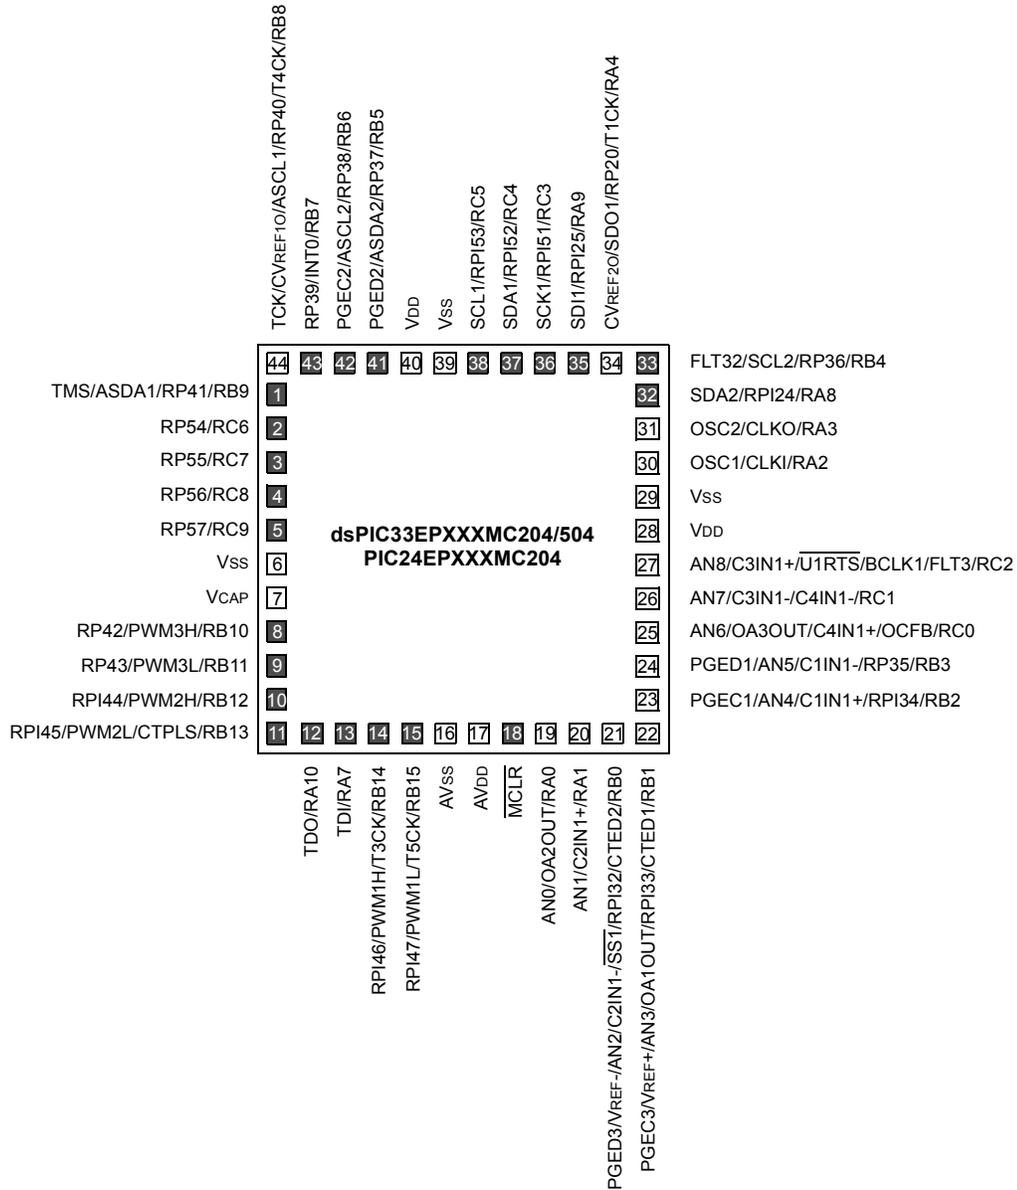 TCK/CVREF1O/ASCL1/RP40/T4CK/RB8
RP39/INT0/RB7
PGEC2/ASCL2/RP38/RB6
PGED2/ASDA2/RP37/RB5
VDD
VSS
SCL1/RPI53/RC5
SDA1/RPI52/RC4
SCK1/RPI51/RC3
SDI1/RPI25/RA9
CVREF2O/SDO1/RP20/T1CK/RA4
44 43 42 41 40 39 38 37 36 35 34 33 FLT32/SCL2/RP36/RB4
TMS/ASDA1/RP41/RB9 1 32 SDA2/RPI24/RA8
RP54/RC6 2 31 OSC2/CLKO/RA3
RP55/RC7 3 30 OSC1/CLKI/RA2
RP56/RC8 4 29 VSS
RP57/RC9 5 28 VDD
dsPIC33EPXXXMC204/504
PIC24EPXXXMC204
VSS 6 27 AN8/C3IN1+/U1RTS/BCLK1/FLT3/RC2
VCAP 7 26 AN7/C3IN1-/C4IN1-/RC1
RP42/PWM3H/RB10 8 25 AN6/OA3OUT/C4IN1+/OCFB/RC0
RP43/PWM3L/RB11 9 24 PGED1/AN5/C1IN1-/RP35/RB3
RPI44/PWM2H/RB12 10 23 PGEC1/AN4/C1IN1+/RPI34/RB2
RPI45/PWM2L/CTPLS/RB13 11 12 13 14 15 16 17 18 19 20 21 22
TDO/RA10
TDI/RA7
RPI46/PWM1H/T3CK/RB14
RPI47/PWM1L/T5CK/RB15
AVSS
AVDD
MCLR
AN0/OA2OUT/RA0
AN1/C2IN1+/RA1
PGED3/VREF-/AN2/C2IN1-/SS1/RPI32/CTED2/RB0
PGEC3/VREF+/AN3/OA1OUT/RPI33/CTED1/RB1